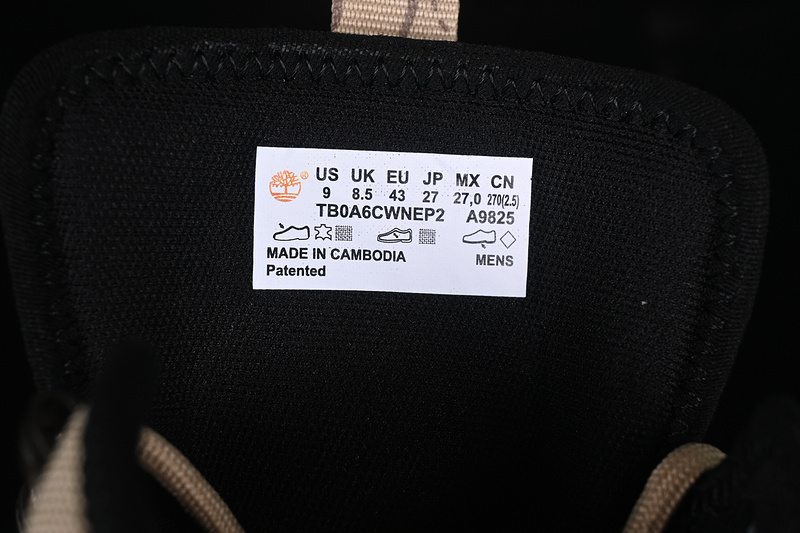 US UK EU JP MX CN
9 8.5 43 27 27,0 270(2.5)
TB0A6CWNEP2 A9825
MADE IN CAMBODIA
Patented MENS